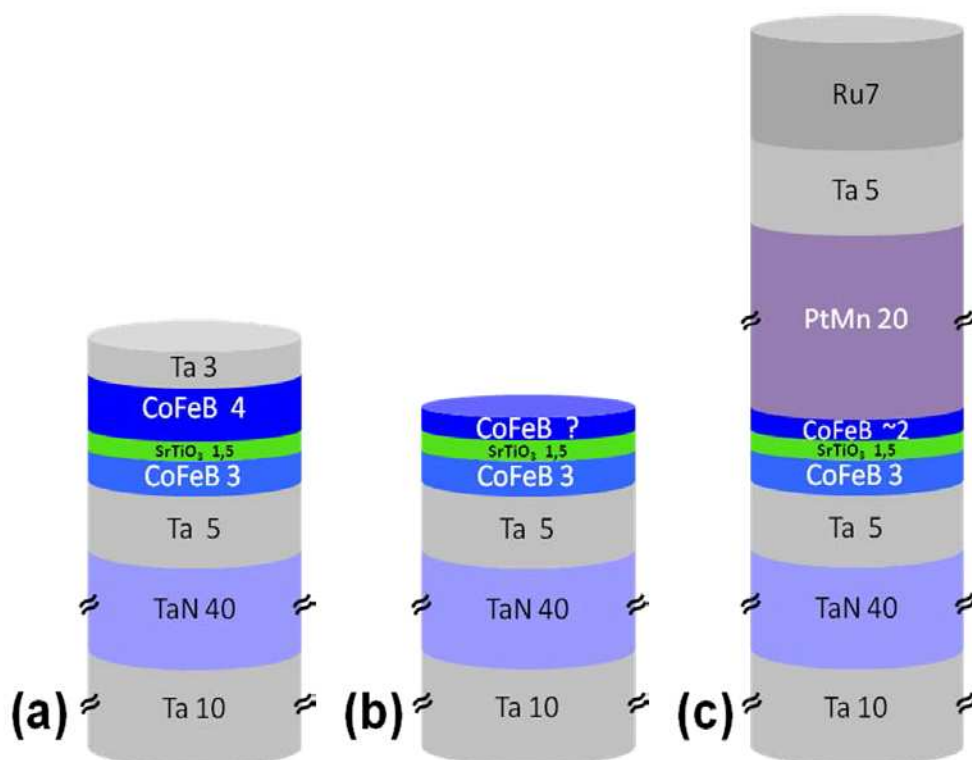 Ta 3
CoFeB 4
SrTiO₃ 1,5
CoFeB 3
Ta 5
TaN 40
Ta 10
(a)
CoFeB ?
SrTiO₃ 1,5
CoFeB 3
Ta 5
TaN 40
Ta 10
(b)
Ru7
Ta 5
PtMn 20
CoFeB ~2
SrTiO₃ 1,5
CoFeB 3
Ta 5
TaN 40
Ta 10
(c)